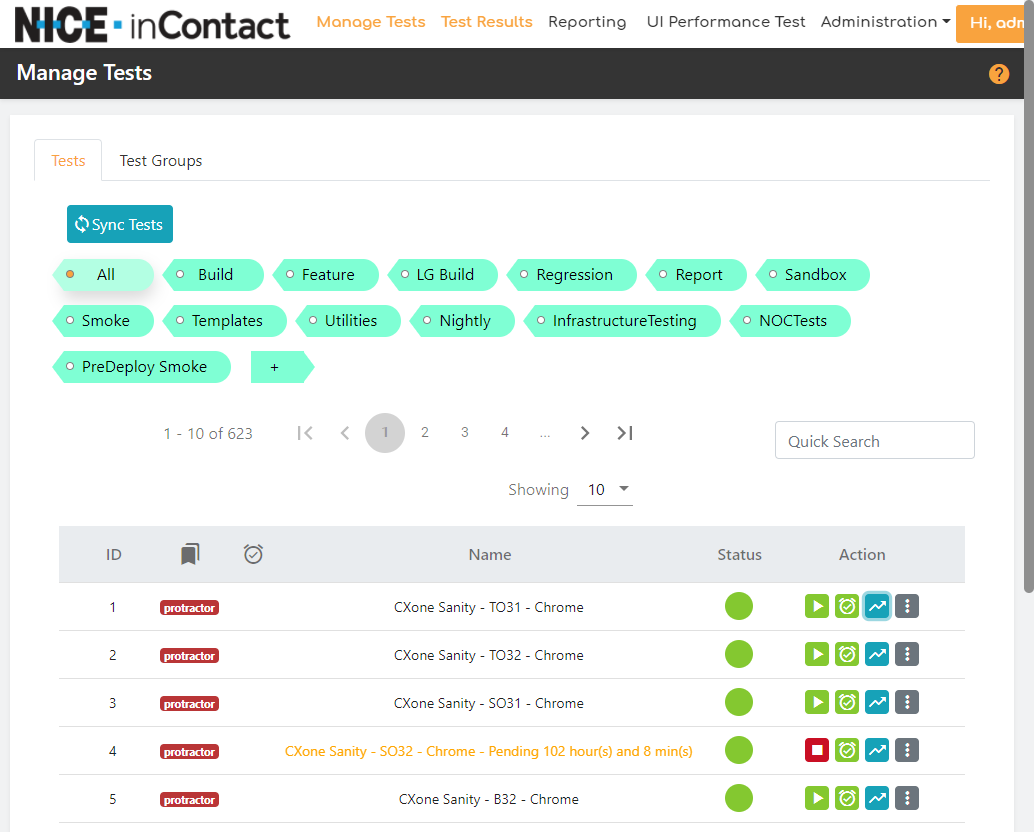 NICE inContact Manage Tests Test Results Reporting UI Performance Test Administration Hi, adm
Manage Tests ?
Tests Test Groups
Sync Tests
All Build Feature LG Build Regression Report Sandbox
Smoke Templates Utilities Nightly InfrastructureTesting NOCTests
PreDeploy Smoke +
1 - 10 of 623 1 2 3 4 ...
Quick Search
Showing 10
ID Name Status Action
1 protractor CXone Sanity - TO31 - Chrome
2 protractor CXone Sanity - TO32 - Chrome
3 protractor CXone Sanity - SO31 - Chrome
4 protractor CXone Sanity - SO32 - Chrome - Pending 102 hour(s) and 8 min(s)
5 protractor CXone Sanity - B32 - Chrome